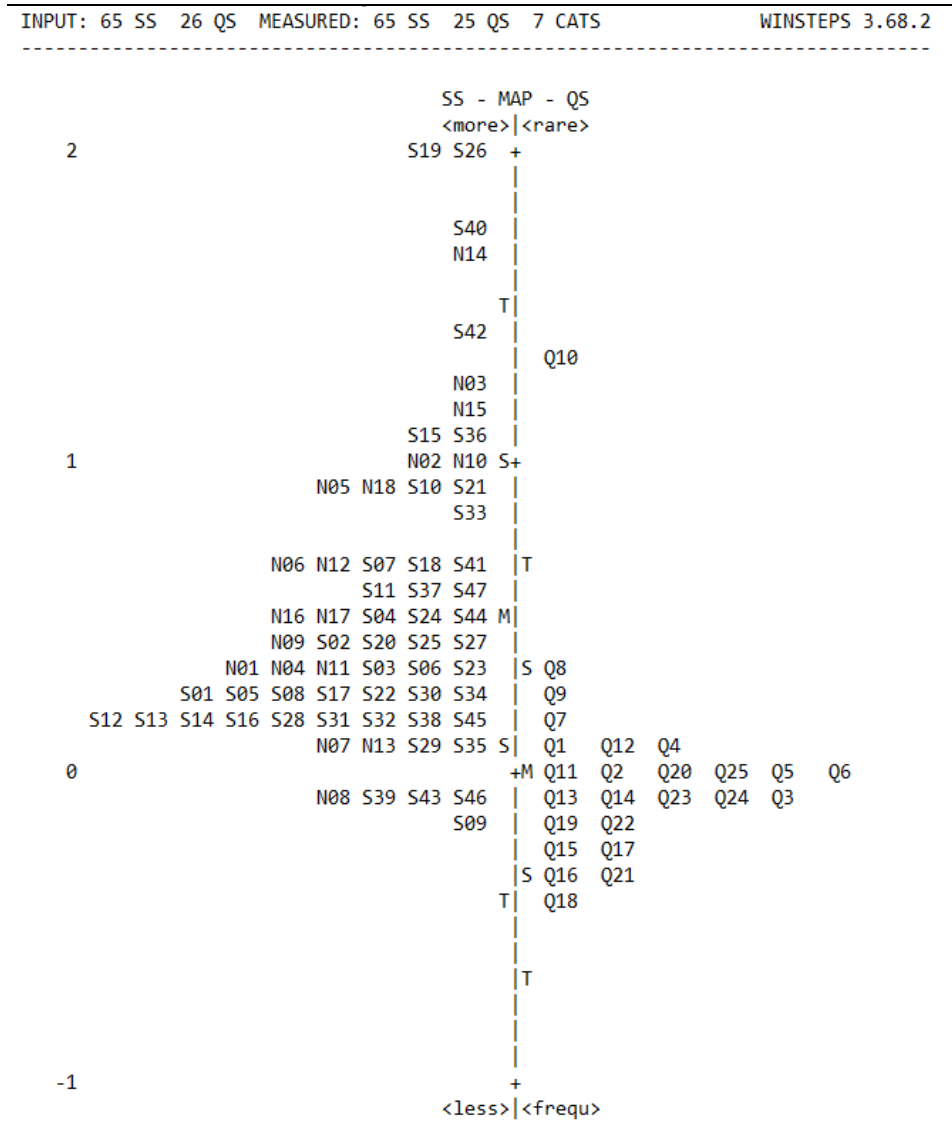 INPUT: 65 SS  26 QS  MEASURED: 65 SS  25 QS  7 CATS            WINSTEPS 3.68.2
--------------------------------------------------------------------------------
SS - MAP - QS
<more>|<rare>
2 S19 S26 +
|
|
S40 |
N14 |
|
T|
S42 |
| Q10
N03 |
N15 |
S15 S36 |
1 N02 N10 S+
N05 N18 S10 S21 |
S33 |
|
N06 N12 S07 S18 S41 |T
S11 S37 S47 |
N16 N17 S04 S24 S44 M|
N09 S02 S20 S25 S27 |
N01 N04 N11 S03 S06 S23 |S Q8
S01 S05 S08 S17 S22 S30 S34 | Q9
S12 S13 S14 S16 S28 S31 S32 S38 S45 | Q7
N07 N13 S29 S35 S| Q1 Q12 Q4
0 +M Q11 Q2 Q20 Q25 Q5 Q6
N08 S39 S43 S46 | Q13 Q14 Q23 Q24 Q3
S09 | Q19 Q22
| Q15 Q17
|S Q16 Q21
T| Q18
|
|
|T
|
|
|
-1 +
<less>|<frequ>